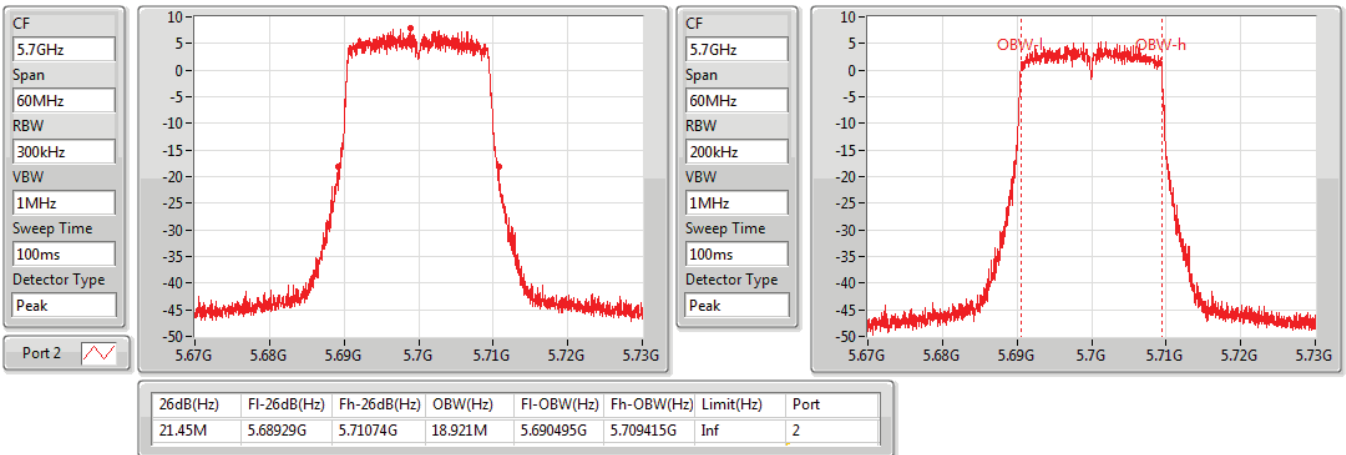 CF
5.7GHz
Span
60MHz
RBW
300kHz
VBW
1MHz
Sweep Time
100ms
Detector Type
Peak
Port 2
10
5
0
-5
-10
-15
-20
-25
-30
-35
-40
-45
-50
5.67G 5.68G 5.69G 5.7G 5.71G 5.72G 5.73G
CF
5.7GHz
Span
60MHz
RBW
200kHz
VBW
1MHz
Sweep Time
100ms
Detector Type
Peak
10
5
0
-5
-10
-15
-20
-25
-30
-35
-40
-45
-50
OBW-l OBW-h
5.67G 5.68G 5.69G 5.7G 5.71G 5.72G 5.73G
26dB(Hz) Fl-26dB(Hz) Fh-26dB(Hz) OBW(Hz) Fl-OBW(Hz) Fh-OBW(Hz) Limit(Hz) Port
21.45M 5.68929G 5.71074G 18.921M 5.690495G 5.709415G Inf 2